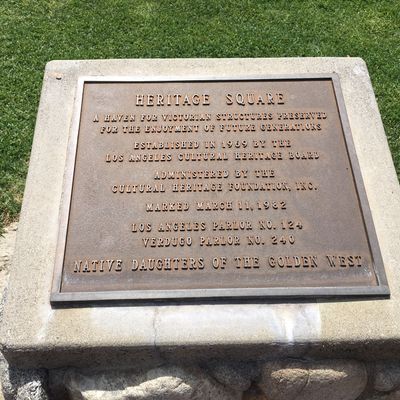 HERITAGE SQUARE
A HAVEN FOR VICTORIAN STRUCTURES PRESERVED
FOR THE ENJOYMENT OF FUTURE GENERATIONS
ESTABLISHED IN 1969 BY THE
LOS ANGELES CULTURAL HERITAGE BOARD
ADMINISTERED BY THE
CULTURAL HERITAGE FOUNDATION, INC.
MARKED MARCH 11, 1982
LOS ANGELES PARLOR NO. 124
VERDUGO PARLOR NO. 240
NATIVE DAUGHTERS OF THE GOLDEN WEST